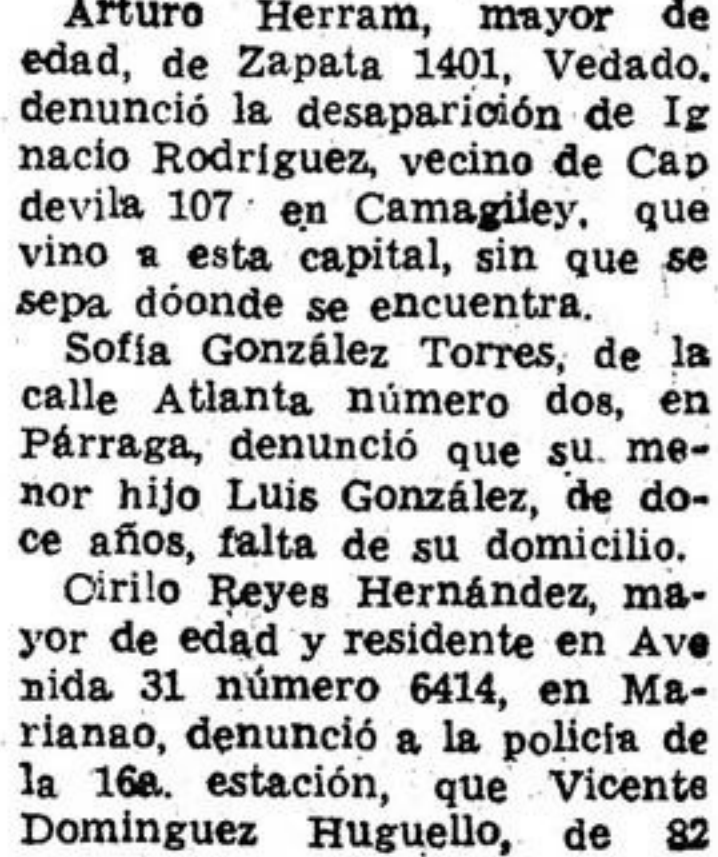 Arturo Herram, mayor de
edad, de Zapata 1401, Vedado.
denunció la desaparición de Ig
nacio Rodríguez, vecino de Cap
devila 107 en Camagüey, que
vino a esta capital, sin que se
sepa dóonde se encuentra.
Sofía González Torres, de la
calle Atlanta número dos, en
Párraga, denunció que su me-
nor hijo Luis González, de do-
ce años, falta de su domicilio.
Cirilo Reyes Hernández, ma-
yor de edad y residente en Ave
nida 31 número 6414, en Ma-
rianao, denunció a la policía de
la 16a. estación, que Vicente
Dominguez Huguello, de 82